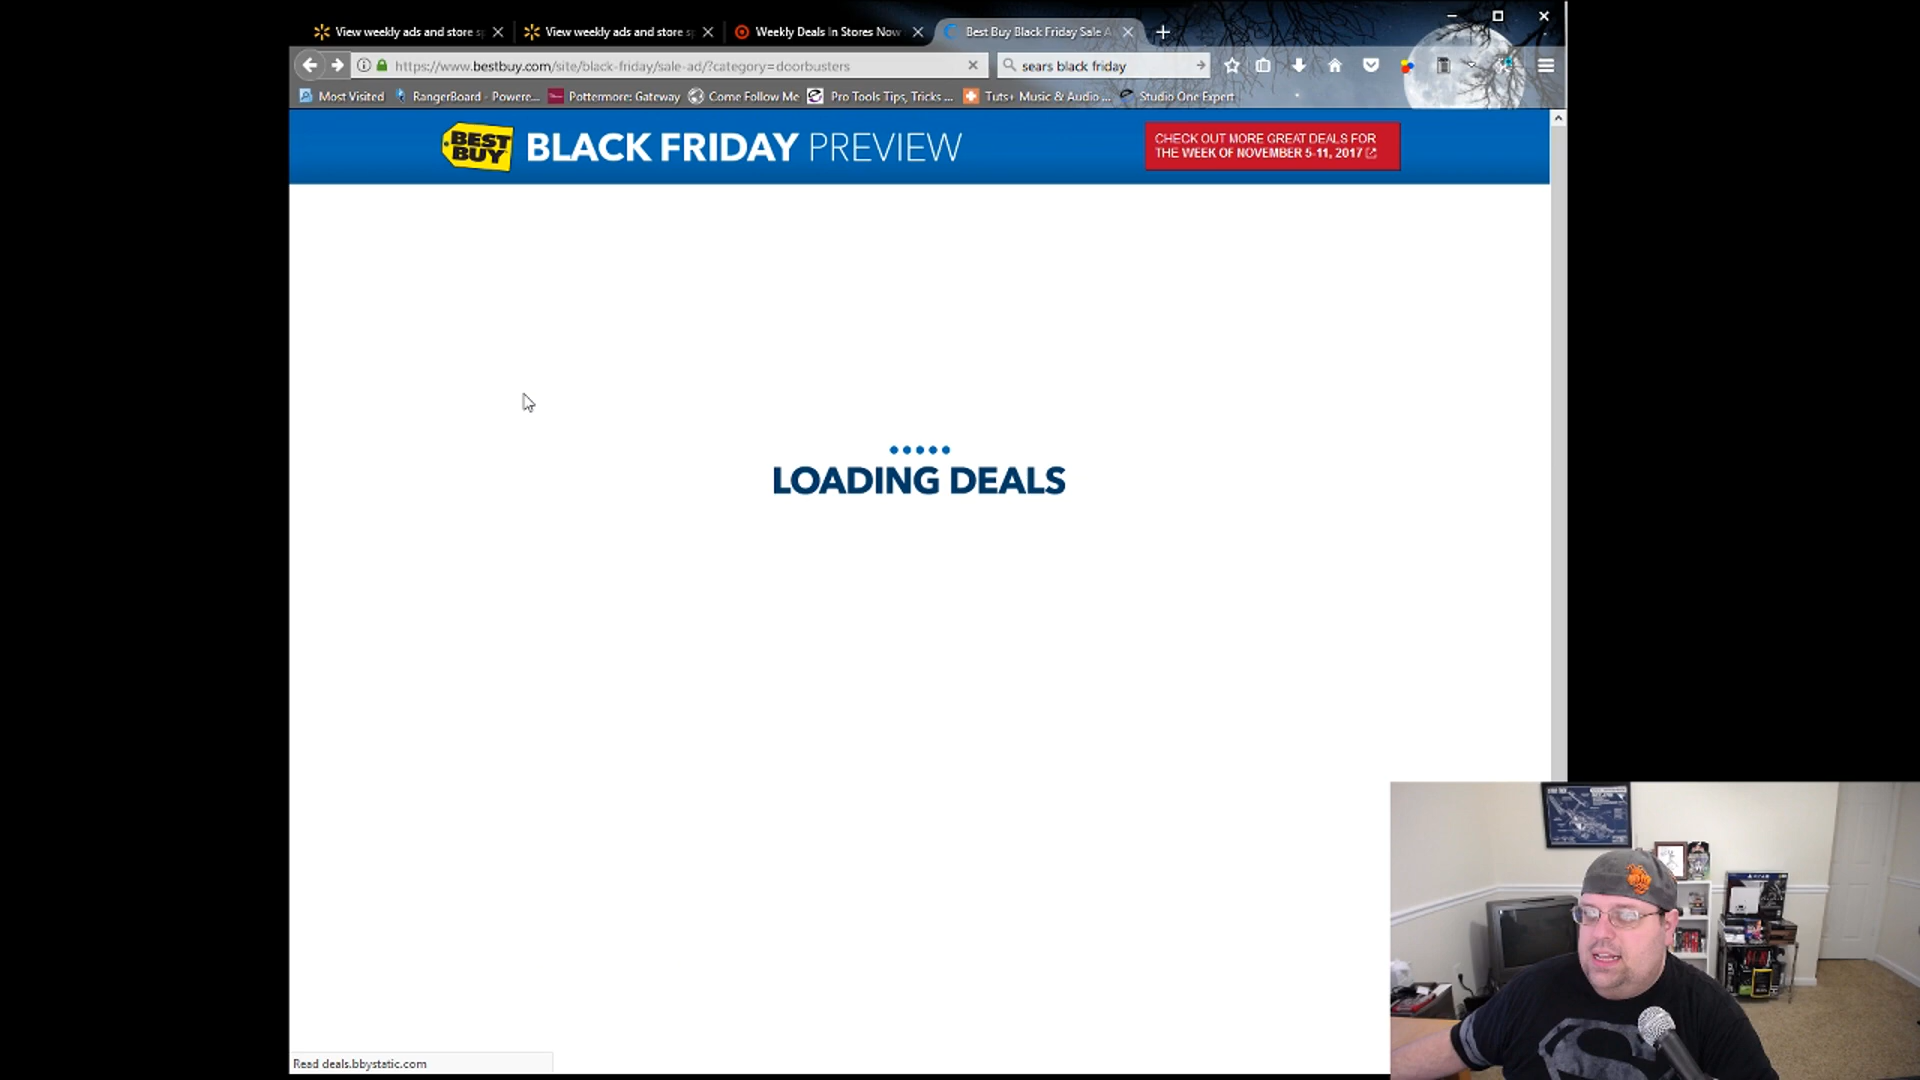 View weekly ads and store s
View weekly ads and store s
Weekly Deals In Stores Now
Best Buy Black Friday Sale A
https://www.bestbuy.com/site/black-friday/sale-ad/?category=doorbusters
sears black friday
Most Visited
RangerBoard - Powere...
Pottermore: Gateway
Come Follow Me
Pro Tools Tips, Tricks ...
Tuts+ Music & Audio ...
Studio One Expert
BEST BUY
BLACK FRIDAY PREVIEW
CHECK OUT MORE GREAT DEALS FOR
THE WEEK OF NOVEMBER 5-11, 2017
LOADING DEALS
Read deals.bbystatic.com